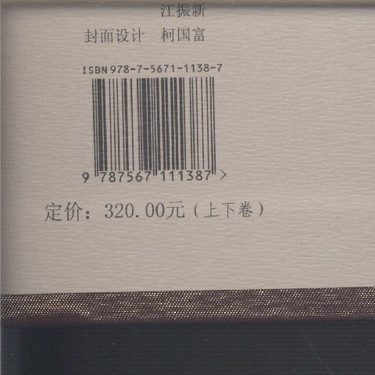 江振新
封面设计 柯国富
ISBN 978-7-5671-1138-7
9 787567 111387 >
定价：320.00元（上下卷）